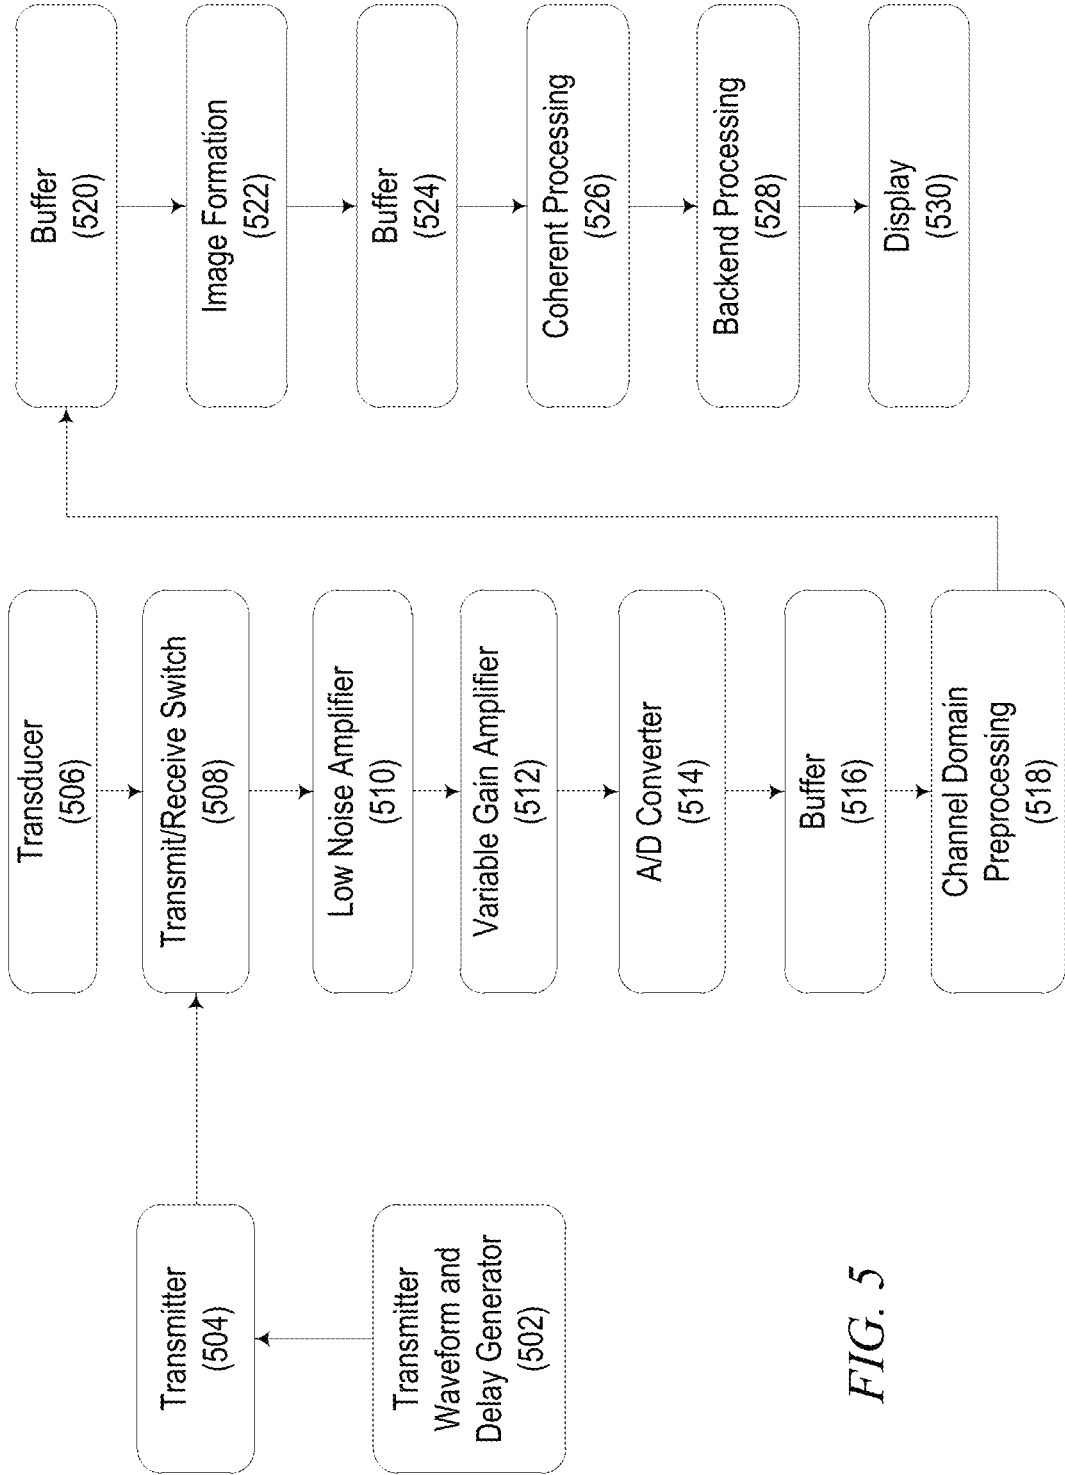 Transmitter
Waveform and
Delay Generator
(502)
Transmitter
(504)
Transducer
(506)
Transmit/Receive Switch
(508)
Low Noise Amplifier
(510)
Variable Gain Amplifier
(512)
A/D Converter
(514)
Buffer
(516)
Channel Domain
Preprocessing
(518)
Buffer
(520)
Image Formation
(522)
Buffer
(524)
Coherent Processing
(526)
Backend Processing
(528)
Display
(530)
FIG. 5